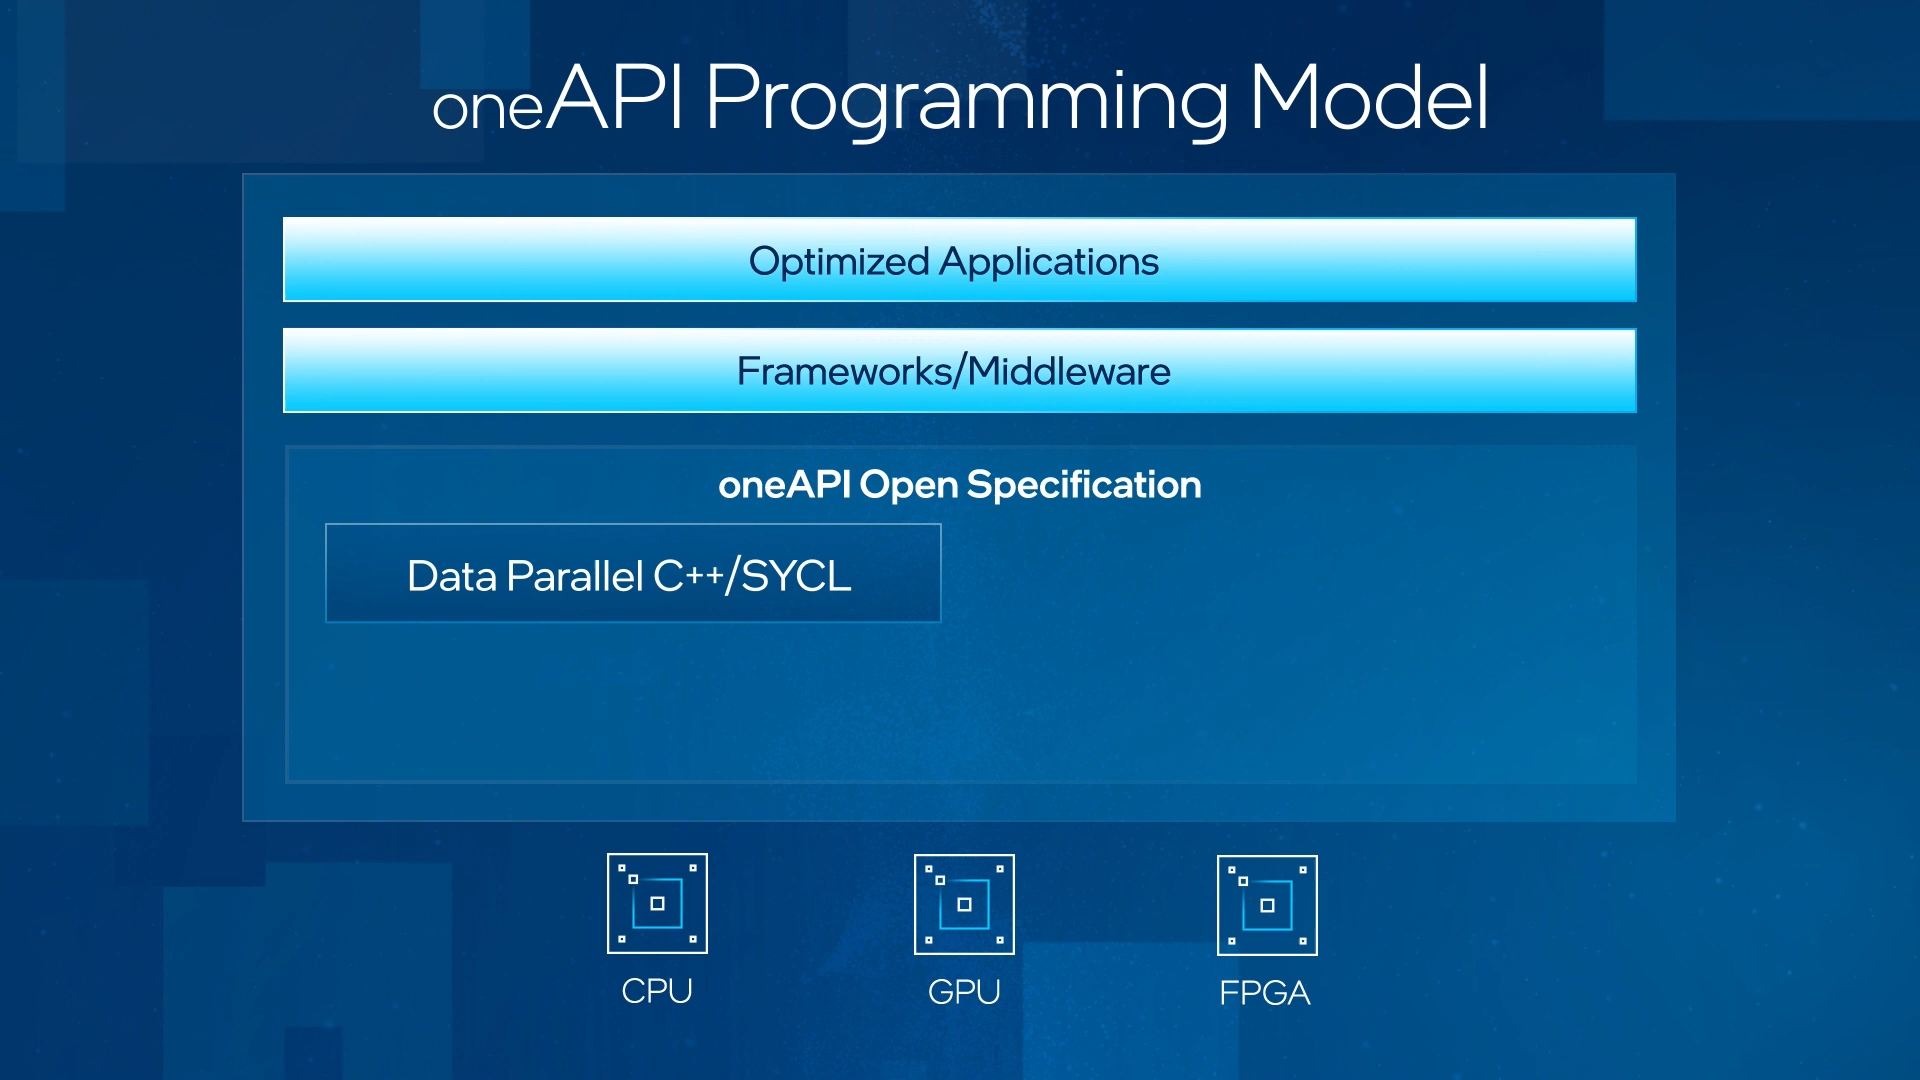 oneAPI Programming Model
Optimized Applications
Frameworks/Middleware
oneAPI Open Specification
Data Parallel C++/SYCL
CPU
GPU
FPGA